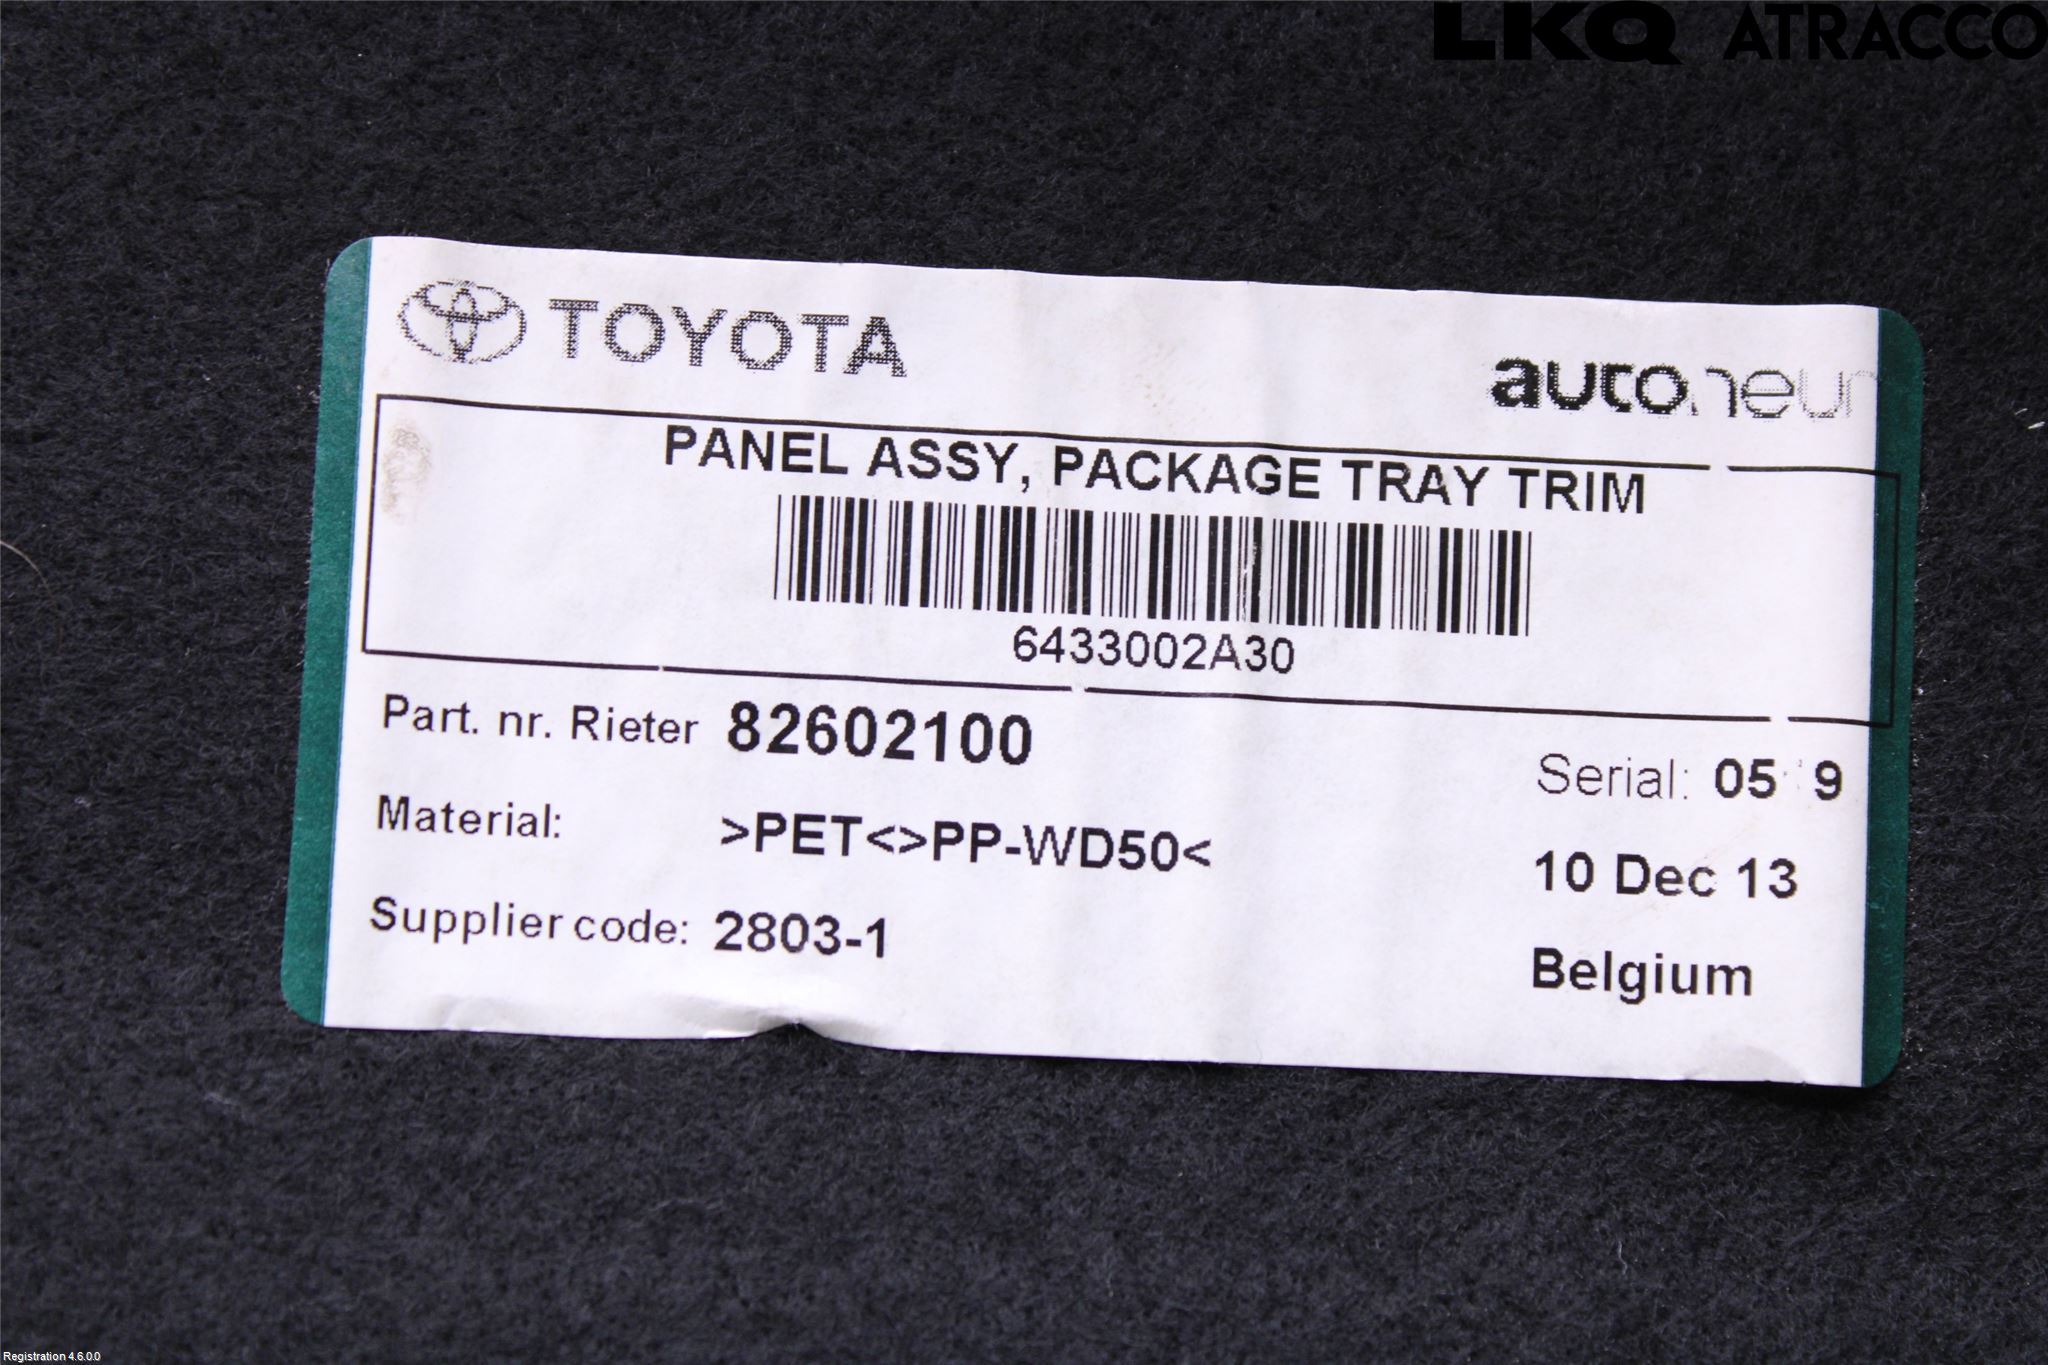 LKQ ATRACCO
TOYOTA
autoneum
PANEL ASSY, PACKAGE TRAY TRIM
6433002A30
Part. nr. Rieter 82602100
Serial: 05 9
Material: >PET<>PP-WD50<
10 Dec 13
Supplier code: 2803-1
Belgium
Registration 4.6.0.0